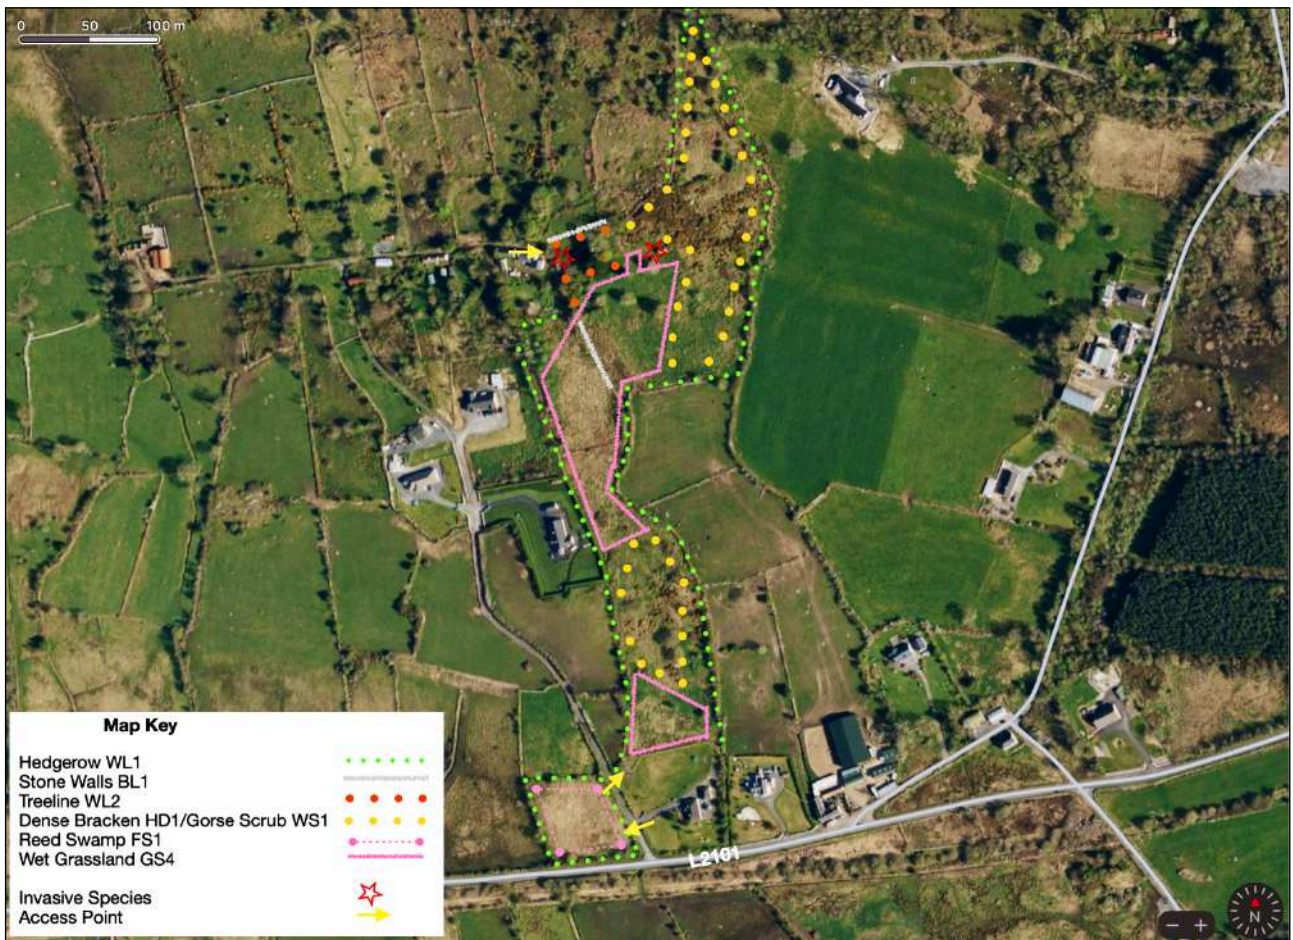 0 50 100 m
L2101
Map Key
Hedgerow WL1
Stone Walls BL1
Treeline WL2
Dense Bracken HD1/Gorse Scrub WS1
Reed Swamp FS1
Wet Grassland GS4
Invasive Species
Access Point
N
− +